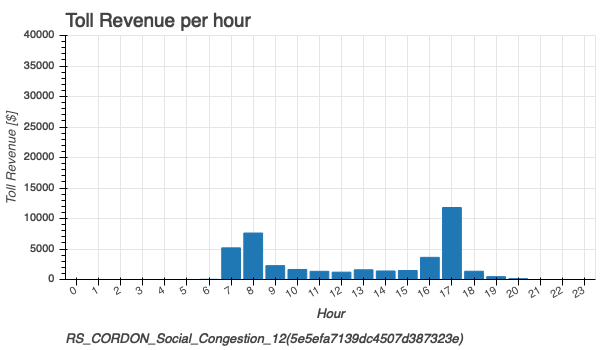 Toll Revenue per hour
40000
35000
30000
25000
20000
15000
10000
5000
0
Toll Revenue [$]
0 1 2 3 4 5 6 7 8 9 10 11 12 13 14 15 16 17 18 19 20 21 22 23
Hour
RS_CORDON_Social_Congestion_12(5e5efa7139dc4507d387323e)